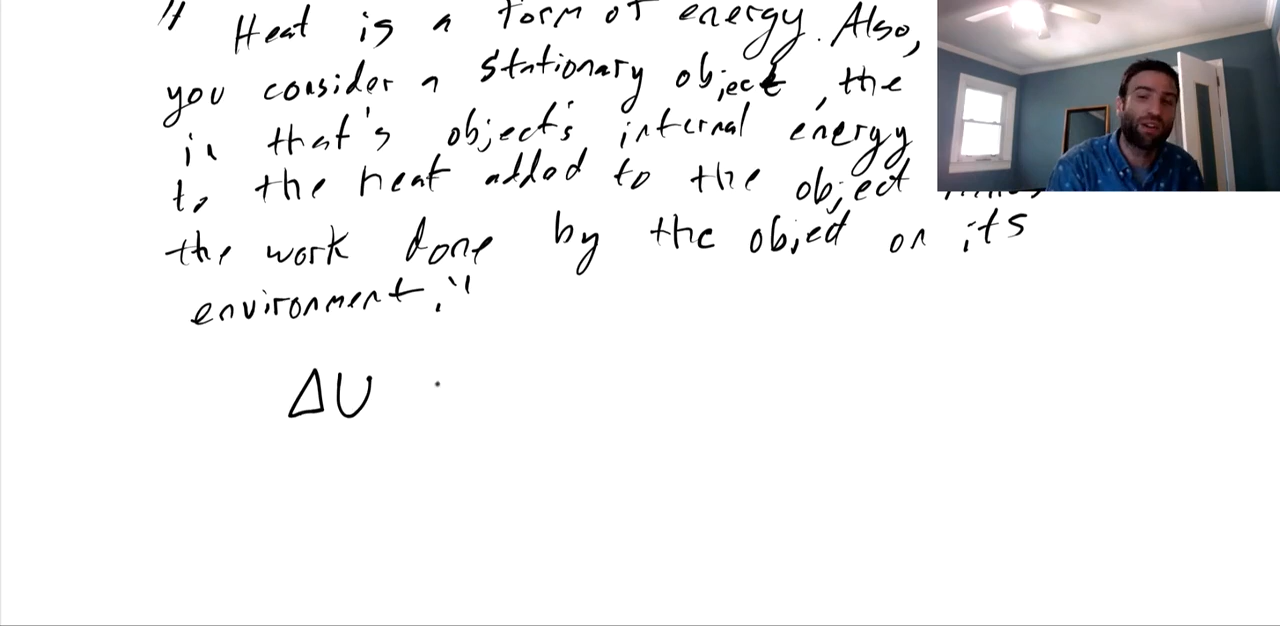 " Heat is a form of energy. Also,
you consider a stationary object, the
in that's object's internal energy
to the heat added to the object
the work done by the object on its
environment."
ΔU